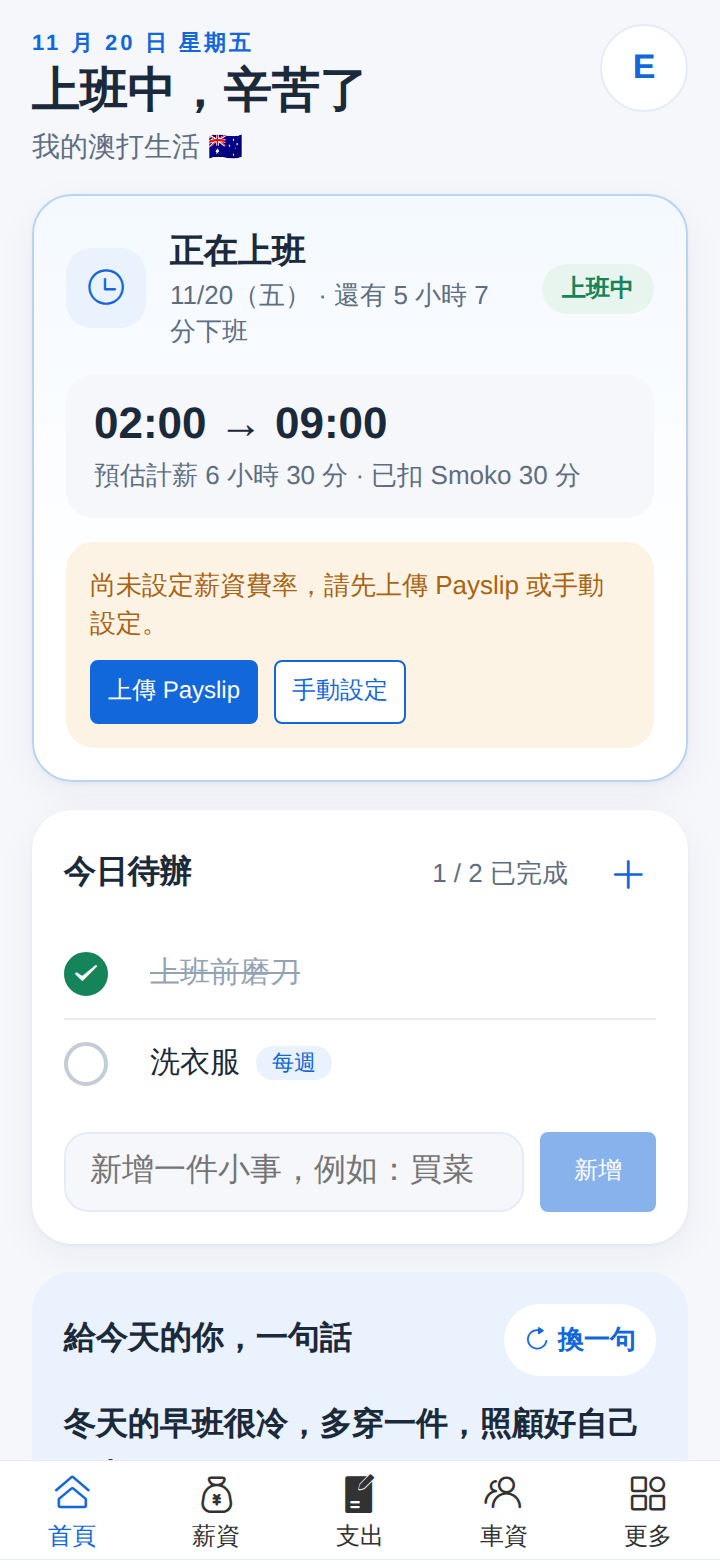 11 月 20 日 星期五
上班中，辛苦了
我的澳打生活 🇦🇺
E
正在上班
11/20（五） · 還有 5 小時 7
分下班
上班中
02:00 → 09:00
預估計薪 6 小時 30 分 · 已扣 Smoko 30 分
尚未設定薪資費率，請先上傳 Payslip 或手動
設定。
上傳 Payslip
手動設定
今日待辦
1 / 2 已完成
上班前磨刀
洗衣服
每週
新增一件小事，例如：買菜
新增
給今天的你，一句話
換一句
冬天的早班很冷，多穿一件，照顧好自己
首頁
薪資
支出
車資
更多